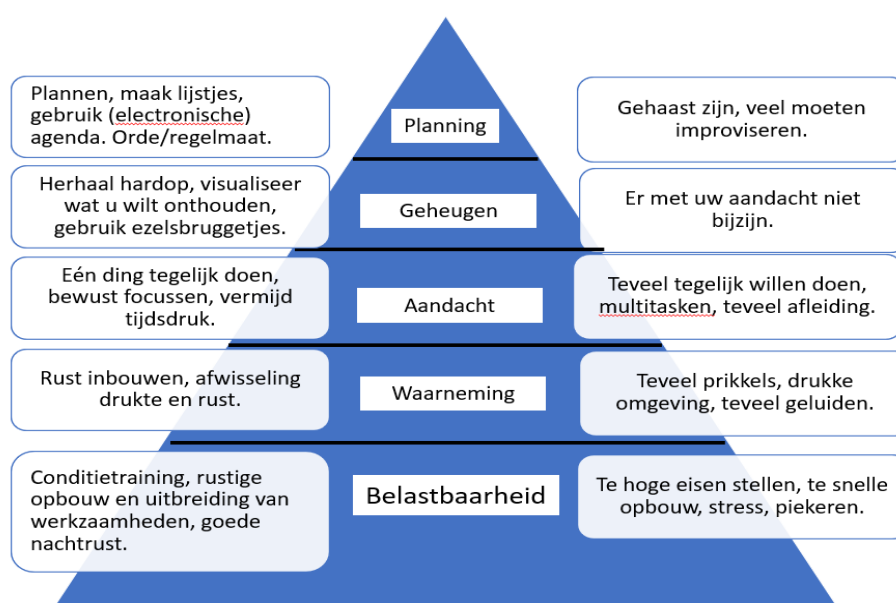 Plannen, maak lijstjes,
gebruik (electronische)
agenda. Orde/regelmaat.
Planning
Gehaast zijn, veel moeten
improviseren.
Herhaal hardop, visualiseer
wat u wilt onthouden,
gebruik ezelsbruggetjes.
Geheugen
Er met uw aandacht niet
bijzijn.
Eén ding tegelijk doen,
bewust focussen, vermijd
tijdsdruk.
Aandacht
Teveel tegelijk willen doen,
multitasken, teveel afleiding.
Rust inbouwen, afwisseling
drukte en rust.
Waarneming
Teveel prikkels, drukke
omgeving, teveel geluiden.
Conditietraining, rustige
opbouw en uitbreiding van
werkzaamheden, goede
nachtrust.
Belastbaarheid
Te hoge eisen stellen, te snelle
opbouw, stress, piekeren.